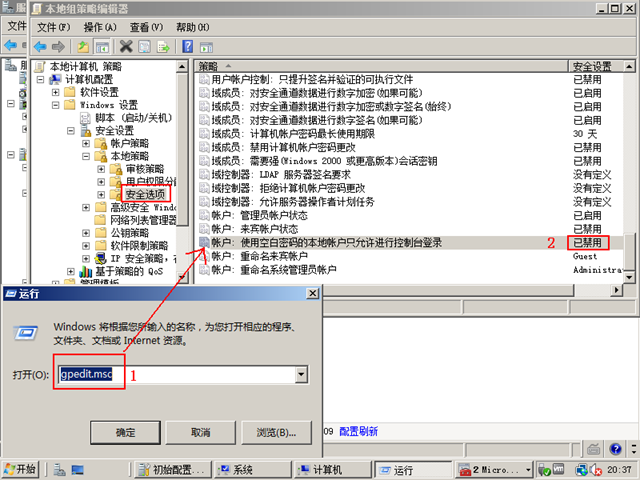 本地组策略编辑器
文件(F) 操作(A) 查看(V) 帮助(H)
本地计算机 策略
计算机配置
软件设置
Windows 设置
脚本 (启动/关机)
安全设置
帐户策略
本地策略
审核策略
用户权限分
安全选项
高级安全 Windo
网络列表管理器
公钥策略
软件限制策略
IP 安全策略，在
基于策略的 QoS
管理模板
策略 安全设置
用户帐户控制: 只提升签名并验证的可执行文件 已禁用
域成员: 对安全通道数据进行数字加密(如果可能) 已启用
域成员: 对安全通道数据进行数字加密或数字签名(始终) 已启用
域成员: 对安全通道数据进行数字签名(如果可能) 已启用
域成员: 计算机帐户密码最长使用期限 30 天
域成员: 禁用计算机帐户密码更改 已禁用
域成员: 需要强(Windows 2000 或更高版本)会话密钥 已禁用
域控制器: LDAP 服务器签名要求 没有定义
域控制器: 拒绝计算机帐户密码更改 没有定义
域控制器: 允许服务器操作者计划任务 没有定义
帐户: 管理员帐户状态 已启用
帐户: 来宾帐户状态 已禁用
帐户: 使用空白密码的本地帐户只允许进行控制台登录 2 已禁用
帐户: 重命名来宾帐户 Guest
帐户: 重命名系统管理员帐户 Administra
运行
Windows 将根据您所输入的名称，为您打开相应的程序、
文件夹、文档或 Internet 资源。
打开(O): gpedit.msc 1
确定 取消 浏览(B)...
09 配置刷新
开始 初始配置... 系统 计算机 运行 2 Micro... 20:37